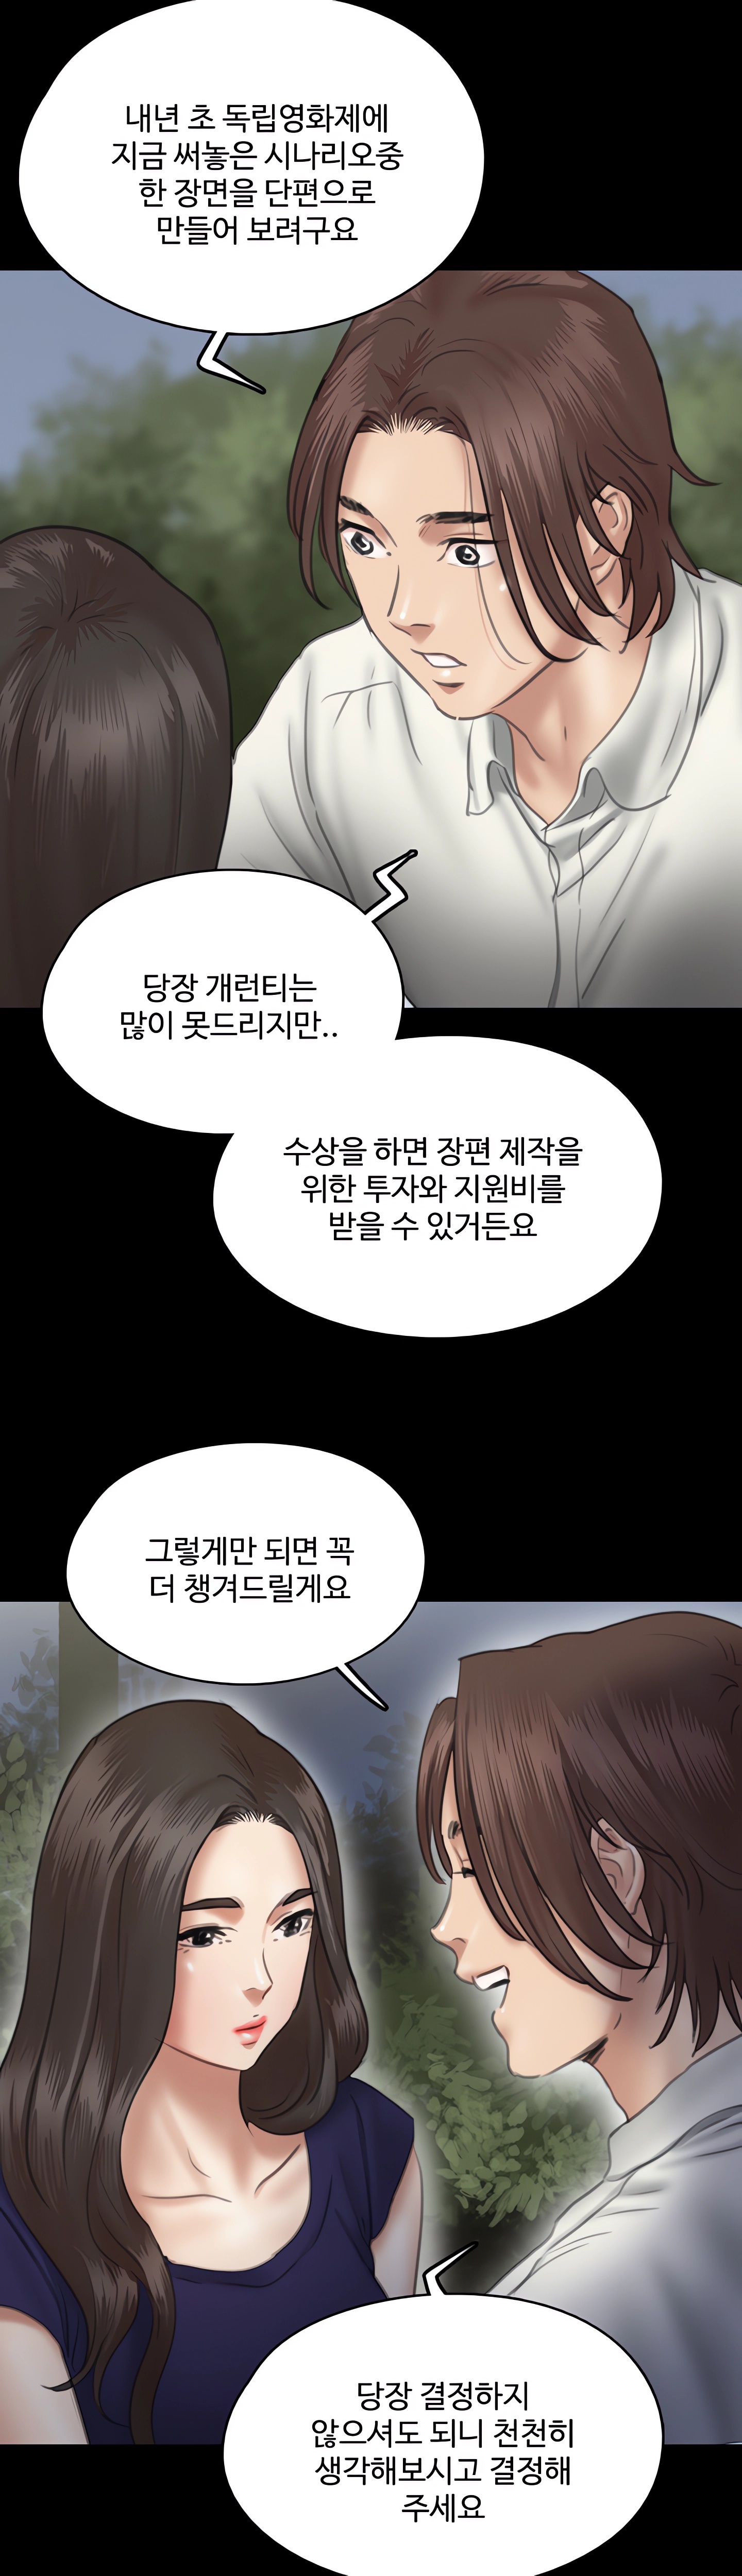 내년 초 독립영화제에
지금 써놓은 시나리오중
한 장면을 단편으로
만들어 보려구요
당장 개런티는
많이 못드리지만..
수상을 하면 장편 제작을
위한 투자와 지원비를
받을 수 있거든요
그렇게만 되면 꼭
더 챙겨드릴게요
당장 결정하지
않으셔도 되니 천천히
생각해보시고 결정해
주세요